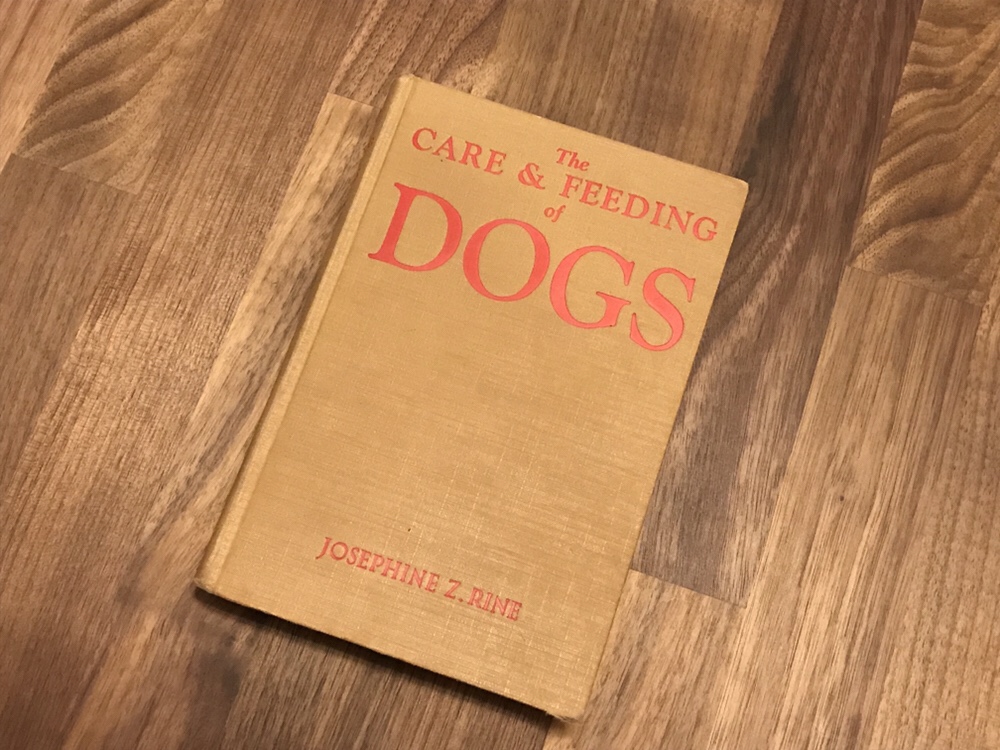 The
CARE & FEEDING
of
DOGS
JOSEPHINE Z. RINE